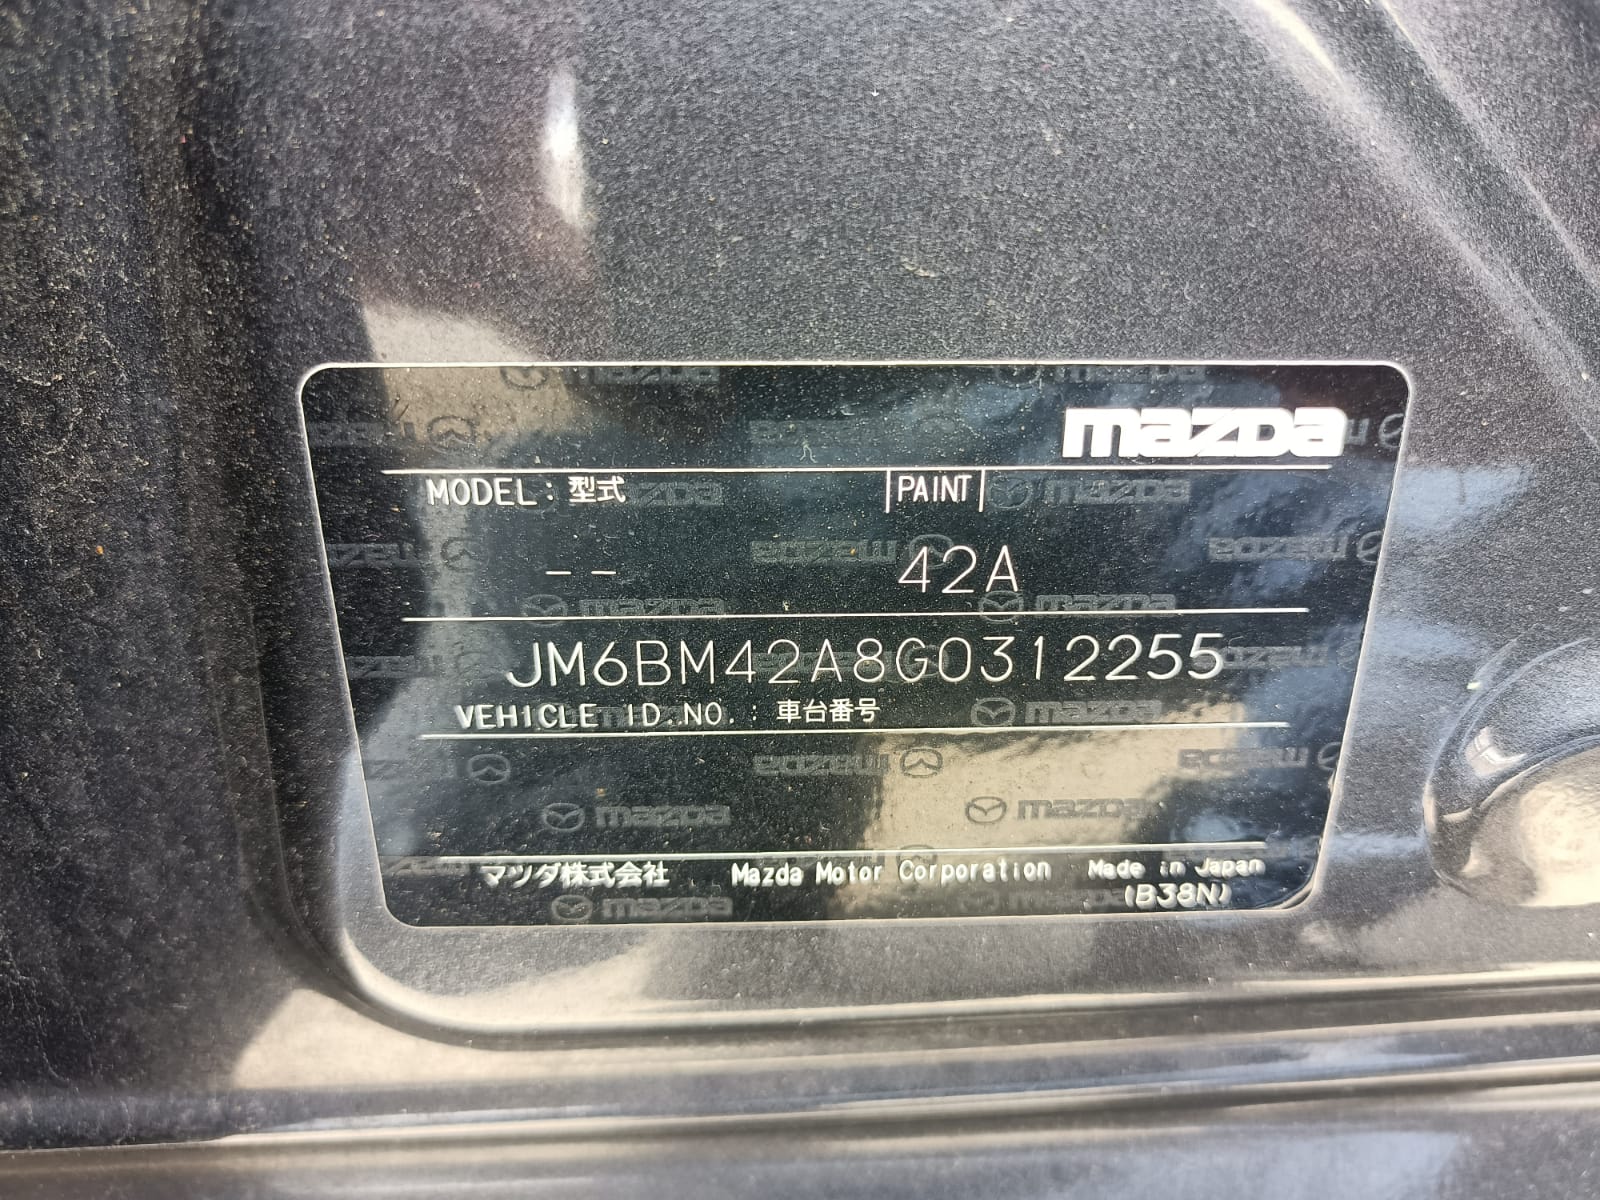 mazda
MODEL: 型式 PAINT
-- 42A
JM6BM42A8G0312255
VEHICLE ID.NO.: 車台番号
マツダ株式会社 Mazda Motor Corporation Made in Japan
(B38N)